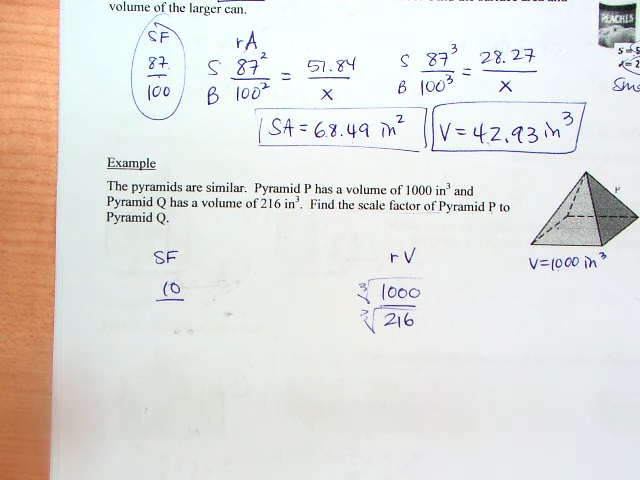 volume of the larger can.
SF
87
100
rA
S 87² = 51.84
B 100² x
S 87³ = 28.27
B 100³ x
SA = 68.49 in²
V = 42.93 in³
PEACHES
Example
The pyramids are similar. Pyramid P has a volume of 1000 in³ and
Pyramid Q has a volume of 216 in³. Find the scale factor of Pyramid P to
Pyramid Q.
P
V=1000 in³
SF
10
rV
∛1000
∛216